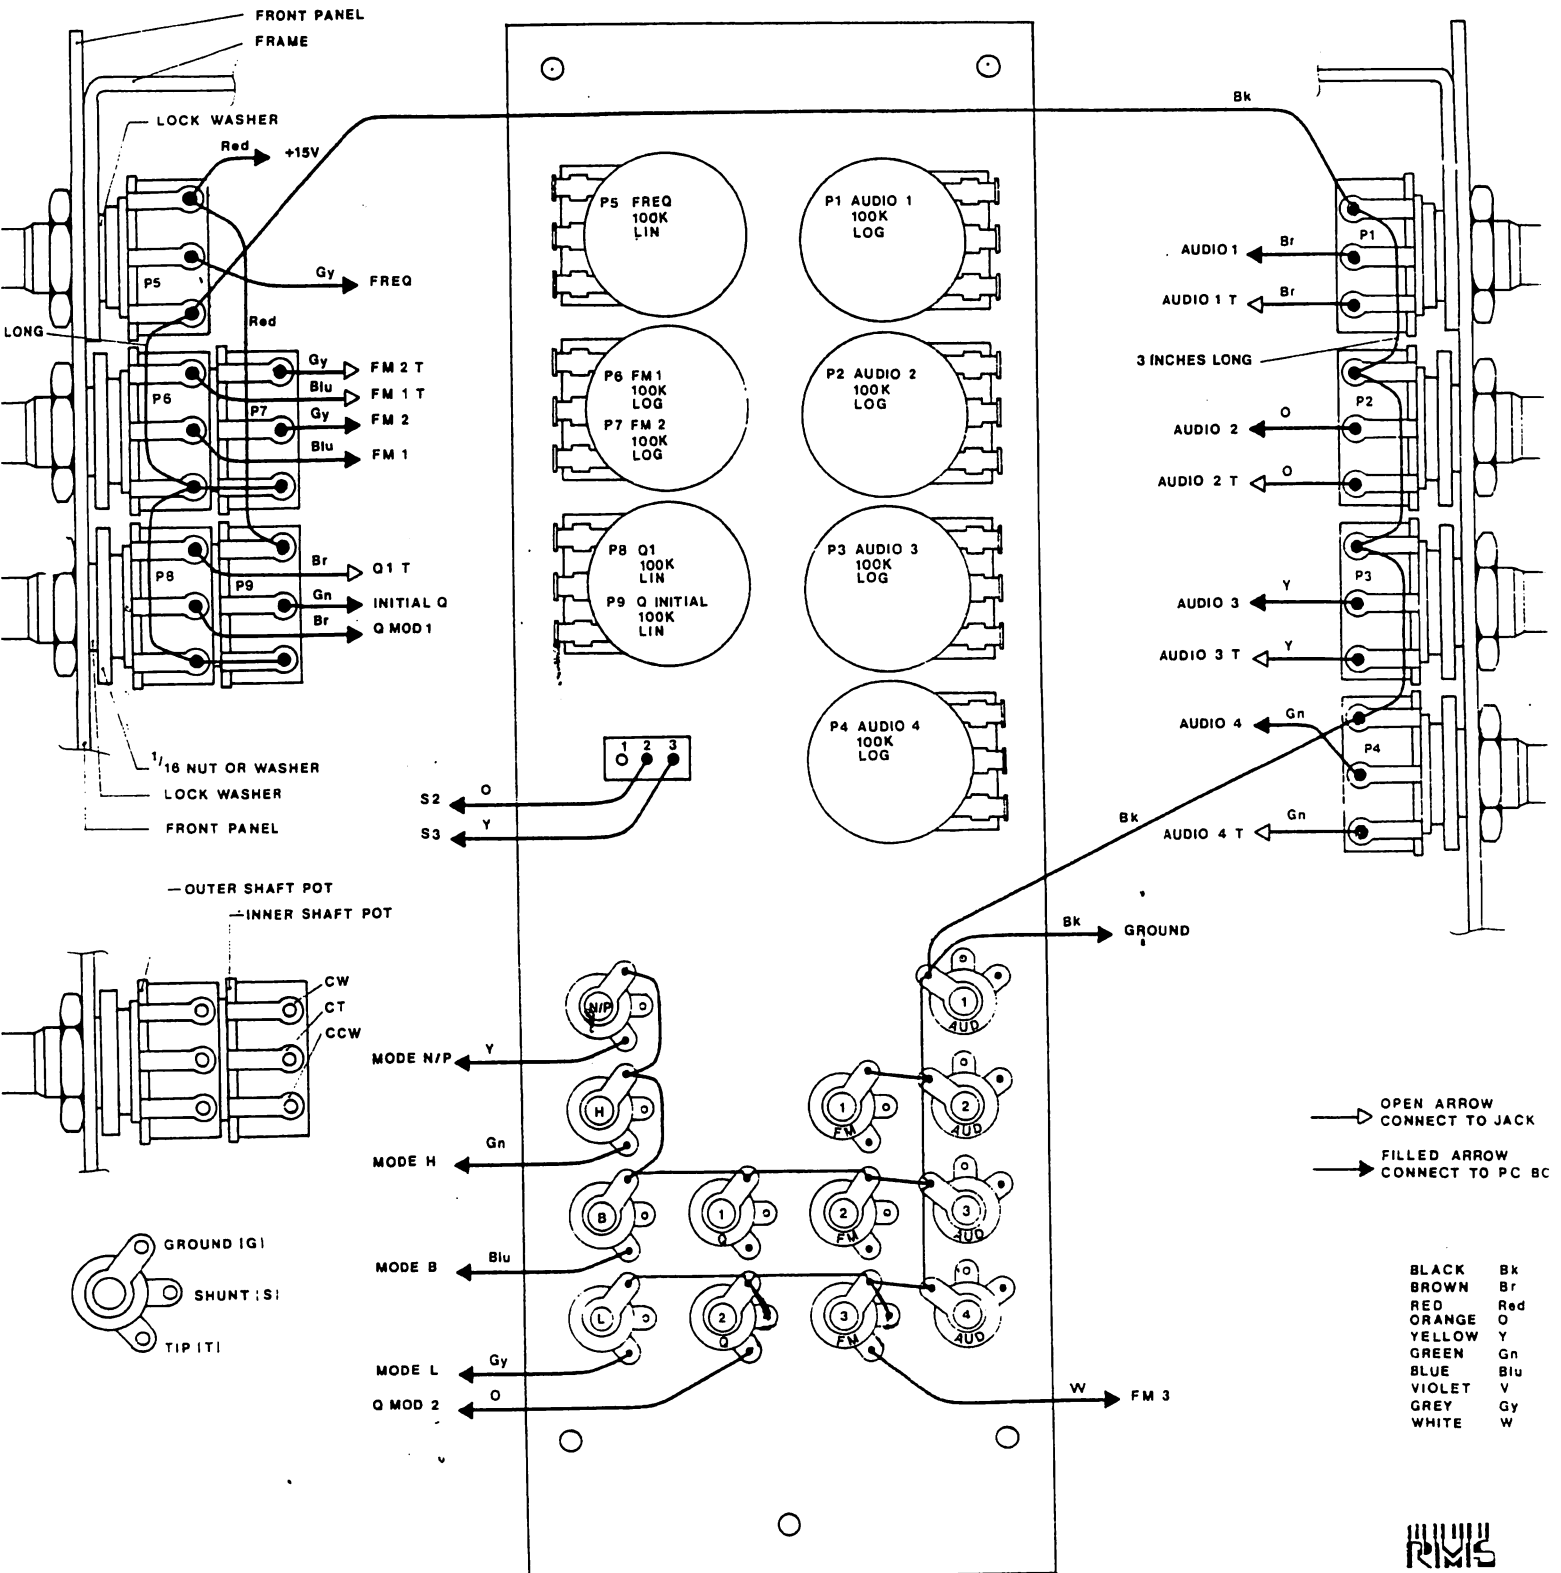 FRONT PANEL
FRAME
LOCK WASHER
Red
+15V
Bk
P5
Gy
FREQ
Red
LONG
P6
P7
Gy
FM 2 T
Blu
FM 1 T
Gy
FM 2
Blu
FM 1
P8
P9
Br
Q1 T
Gn
INITIAL Q
Br
Q MOD 1
1/16 NUT OR WASHER
LOCK WASHER
FRONT PANEL
P5 FREQ
100K
LIN
P1 AUDIO 1
100K
LOG
P6 FM 1
100K
LOG
P7 FM 2
100K
LOG
P2 AUDIO 2
100K
LOG
P8 Q1
100K
LIN
P9 Q INITIAL
100K
LIN
P3 AUDIO 3
100K
LOG
P4 AUDIO 4
100K
LOG
1 2 3
S2
O
S3
Y
P1
AUDIO 1
Br
AUDIO 1 T
Br
3 INCHES LONG
P2
AUDIO 2
O
AUDIO 2 T
O
P3
AUDIO 3
Y
AUDIO 3 T
Y
P4
AUDIO 4
Gn
AUDIO 4 T
Gn
Bk
Bk
GROUND
OUTER SHAFT POT
INNER SHAFT POT
CW
CT
CCW
N/P
1
AUD
MODE N/P
Y
H
1
FM
2
AUD
MODE H
Gn
B
1
Q
2
FM
3
AUD
MODE B
Blu
L
2
Q
3
FM
4
AUD
MODE L
Gy
Q MOD 2
O
W
FM 3
GROUND (G)
SHUNT (S)
TIP (T)
OPEN ARROW
CONNECT TO JACK
FILLED ARROW
CONNECT TO PC BC
BLACK Bk
BROWN Br
RED Red
ORANGE O
YELLOW Y
GREEN Gn
BLUE Blu
VIOLET V
GREY Gy
WHITE W
RMS